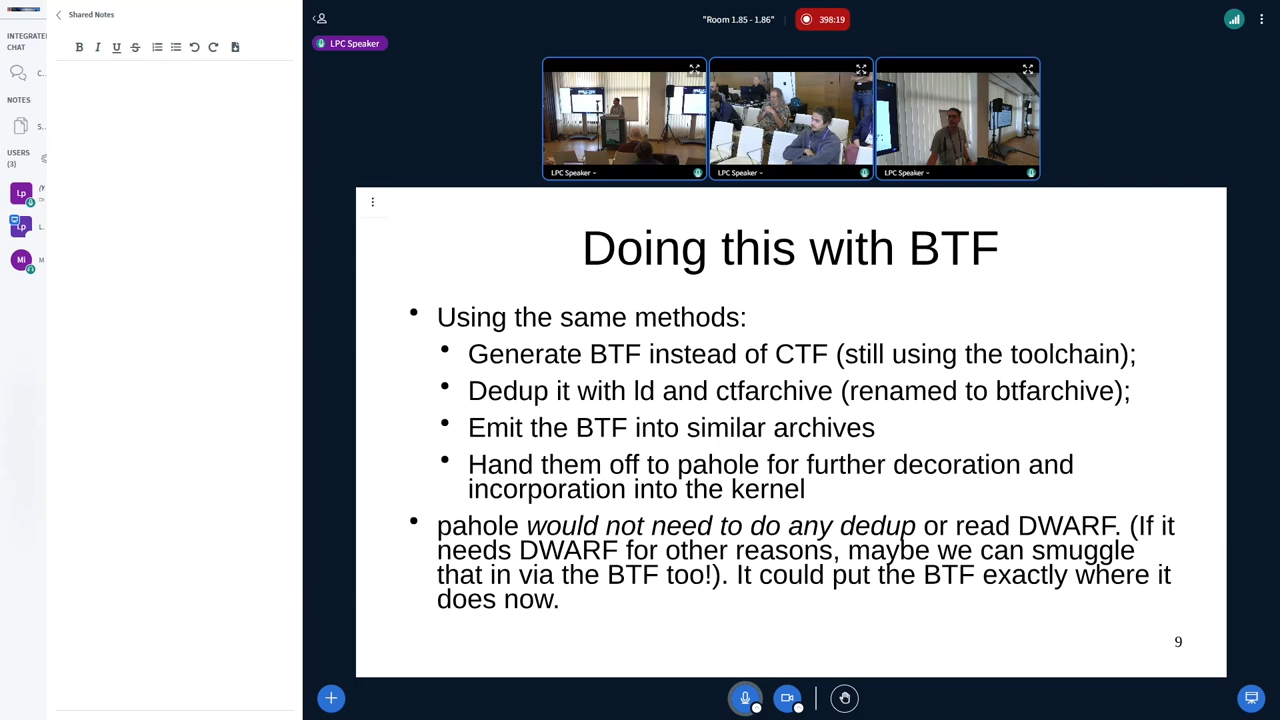 INTEGRATE
CHAT
C...
NOTES
S...
USERS
(3)
Lp
Lp
L...
Mi
M
Shared Notes
B I U S
"Room 1.85 - 1.86"
398:19
LPC Speaker
LPC Speaker
LPC Speaker
LPC Speaker
Doing this with BTF
Using the same methods:
Generate BTF instead of CTF (still using the toolchain);
Dedup it with ld and ctfarchive (renamed to btfarchive);
Emit the BTF into similar archives
Hand them off to pahole for further decoration and
incorporation into the kernel
pahole would not need to do any dedup or read DWARF. (If it
needs DWARF for other reasons, maybe we can smuggle
that in via the BTF too!). It could put the BTF exactly where it
does now.
9